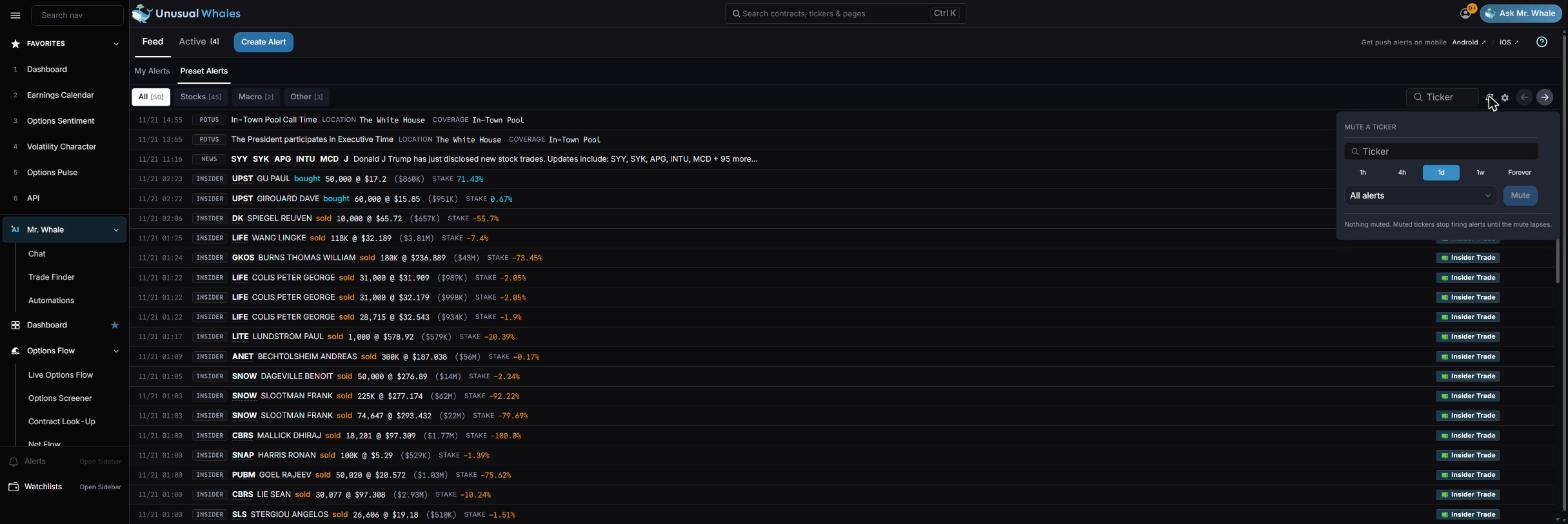 Search nav
Unusual Whales
Search contracts, tickers & pages
Ctrl K
9+
Ask Mr. Whale
FAVORITES
1 Dashboard
2 Earnings Calendar
3 Options Sentiment
4 Volatility Character
5 Options Pulse
6 API
Mr. Whale
Chat
Trade Finder
Automations
Dashboard
Options Flow
Live Options Flow
Options Screener
Contract Look-Up
Net Flow
Alerts Open Sidebar
Watchlists Open Sidebar
Feed Active [4] Create Alert
Get push alerts on mobile Android ↗ / iOS ↗
My Alerts Preset Alerts
All [50] Stocks [45] Macro [2] Other [3]
Ticker
11/21 14:55 POTUS In-Town Pool Call Time LOCATION The White House COVERAGE In-Town Pool
11/21 13:55 POTUS The President participates in Executive Time LOCATION The White House COVERAGE In-Town Pool
11/21 11:16 NEWS SYY SYK APG INTU MCD J Donald J Trump has just disclosed new stock trades. Updates include: SYY, SYK, APG, INTU, MCD + 95 more...
11/21 02:23 INSIDER UPST GU PAUL bought 50,000 @ $17.2 ($860K) STAKE 71.43%
11/21 02:22 INSIDER UPST GIROUARD DAVE bought 60,000 @ $15.85 ($951K) STAKE 0.67%
11/21 02:06 INSIDER DK SPIEGEL REUVEN sold 10,000 @ $65.72 ($657K) STAKE -55.7%
11/21 01:25 INSIDER LIFE WANG LINGKE sold 118K @ $32.189 ($3.81M) STAKE -7.4%
11/21 01:24 INSIDER GKOS BURNS THOMAS WILLIAM sold 180K @ $236.889 ($43M) STAKE -73.45% Insider Trade
11/21 01:22 INSIDER LIFE COLIS PETER GEORGE sold 31,000 @ $31.909 ($989K) STAKE -2.05% Insider Trade
11/21 01:22 INSIDER LIFE COLIS PETER GEORGE sold 31,000 @ $32.179 ($998K) STAKE -2.05% Insider Trade
11/21 01:22 INSIDER LIFE COLIS PETER GEORGE sold 28,715 @ $32.543 ($934K) STAKE -1.9% Insider Trade
11/21 01:17 INSIDER LITE LUNDSTROM PAUL sold 1,000 @ $578.92 ($579K) STAKE -20.39% Insider Trade
11/21 01:09 INSIDER ANET BECHTOLSHEIM ANDREAS sold 300K @ $187.038 ($56M) STAKE -0.17% Insider Trade
11/21 01:05 INSIDER SNOW DAGEVILLE BENOIT sold 50,000 @ $276.89 ($14M) STAKE -2.24% Insider Trade
11/21 01:03 INSIDER SNOW SLOOTMAN FRANK sold 225K @ $277.174 ($62M) STAKE -92.22% Insider Trade
11/21 01:03 INSIDER SNOW SLOOTMAN FRANK sold 74,647 @ $293.432 ($22M) STAKE -79.69% Insider Trade
11/21 01:00 INSIDER CBRS MALLICK DHIRAJ sold 18,201 @ $97.309 ($1.77M) STAKE -100.0% Insider Trade
11/21 01:00 INSIDER SNAP HARRIS RONAN sold 100K @ $5.29 ($529K) STAKE -1.39% Insider Trade
11/21 01:00 INSIDER PUBM GOEL RAJEEV sold 50,020 @ $20.572 ($1.03M) STAKE -75.62% Insider Trade
11/21 01:00 INSIDER CBRS LIE SEAN sold 30,077 @ $97.308 ($2.93M) STAKE -10.24% Insider Trade
11/21 01:00 INSIDER SLS STERGIOU ANGELOS sold 26,606 @ $19.18 ($510K) STAKE -1.51% Insider Trade
MUTE A TICKER
Ticker
1h 4h 1d 1w Forever
All alerts Mute
Nothing muted. Muted tickers stop firing alerts until the mute lapses.